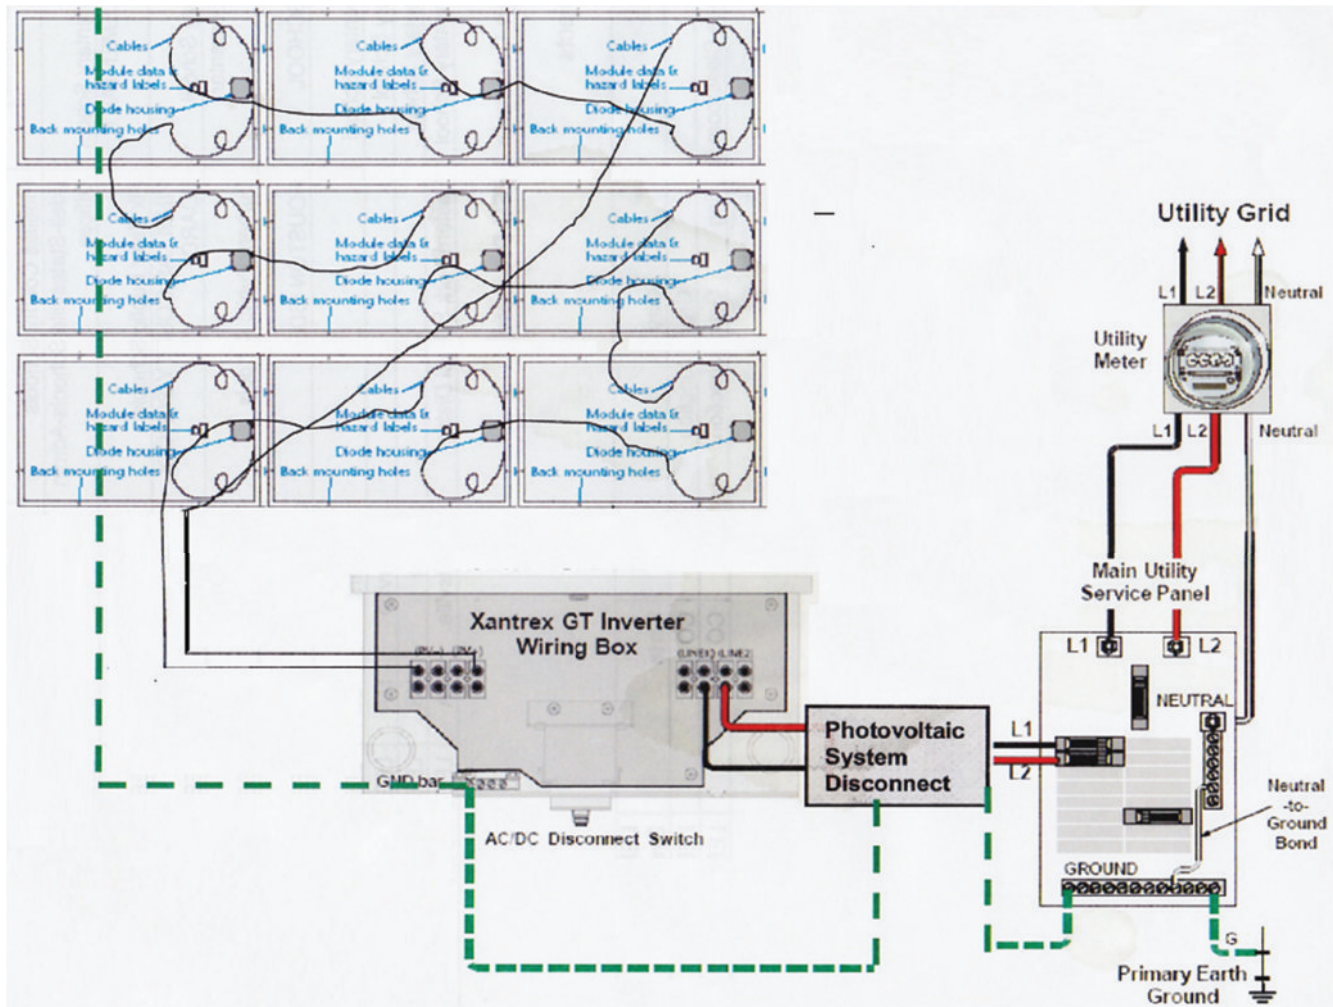 Cables
Module data &
hazard labels
Diode housing
Back mounting holes
Cables
Module data &
hazard labels
Diode housing
Back mounting holes
Cables
Module data &
hazard labels
Diode housing
Back mounting holes
Cables
Module data &
hazard labels
Diode housing
Back mounting holes
Cables
Module data &
hazard labels
Diode housing
Back mounting holes
Cables
Module data &
hazard labels
Diode housing
Back mounting holes
Cables
Module data &
hazard labels
Diode housing
Back mounting holes
Cables
Module data &
hazard labels
Diode housing
Back mounting holes
Cables
Module data &
hazard labels
Diode housing
Back mounting holes
Utility Grid
L1 L2 Neutral
Utility
Meter
L1 L2 Neutral
Main Utility
Service Panel
L1 L2
NEUTRAL
Xantrex GT Inverter
Wiring Box
(PV-) (PV+)
(LINE1) (LINE2)
Photovoltaic
System
Disconnect
L1
L2
GND bar
AC/DC Disconnect Switch
Neutral
-to-
Ground
Bond
GROUND
G
Primary Earth
Ground